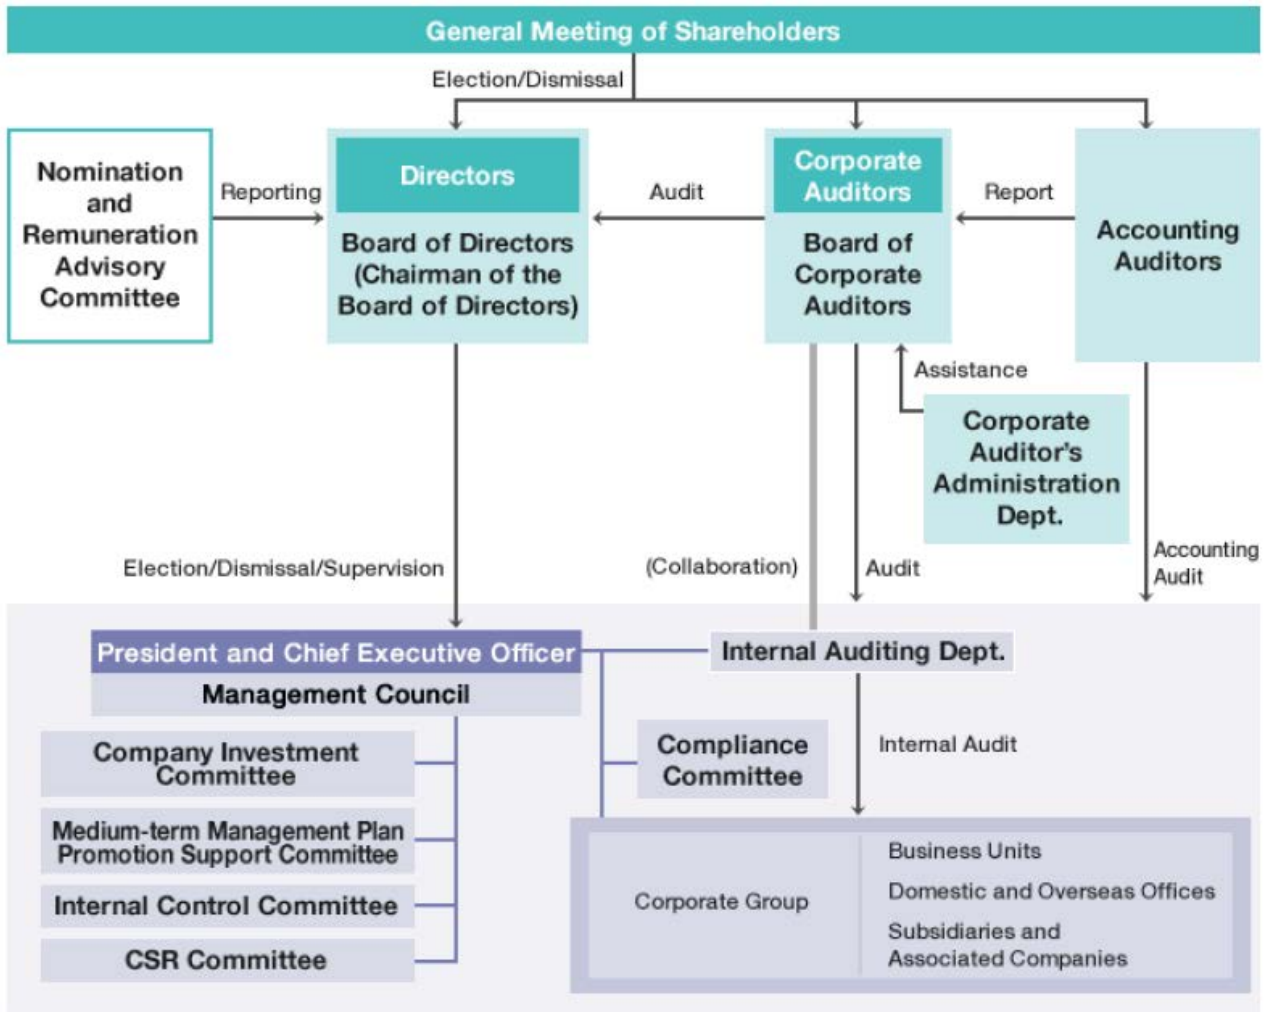 General Meeting of Shareholders
Election/Dismissal
Nomination
and
Remuneration
Advisory
Committee
Reporting
Directors
Board of Directors
(Chairman of the
Board of Directors)
Audit
Corporate
Auditors
Board of
Corporate
Auditors
Report
Accounting
Auditors
Assistance
Corporate
Auditor's
Administration
Dept.
Election/Dismissal/Supervision
(Collaboration)
Audit
Accounting
Audit
President and Chief Executive Officer
Management Council
Internal Auditing Dept.
Company Investment
Committee
Medium-term Management Plan
Promotion Support Committee
Internal Control Committee
CSR Committee
Compliance
Committee
Internal Audit
Corporate Group
Business Units
Domestic and Overseas Offices
Subsidiaries and
Associated Companies